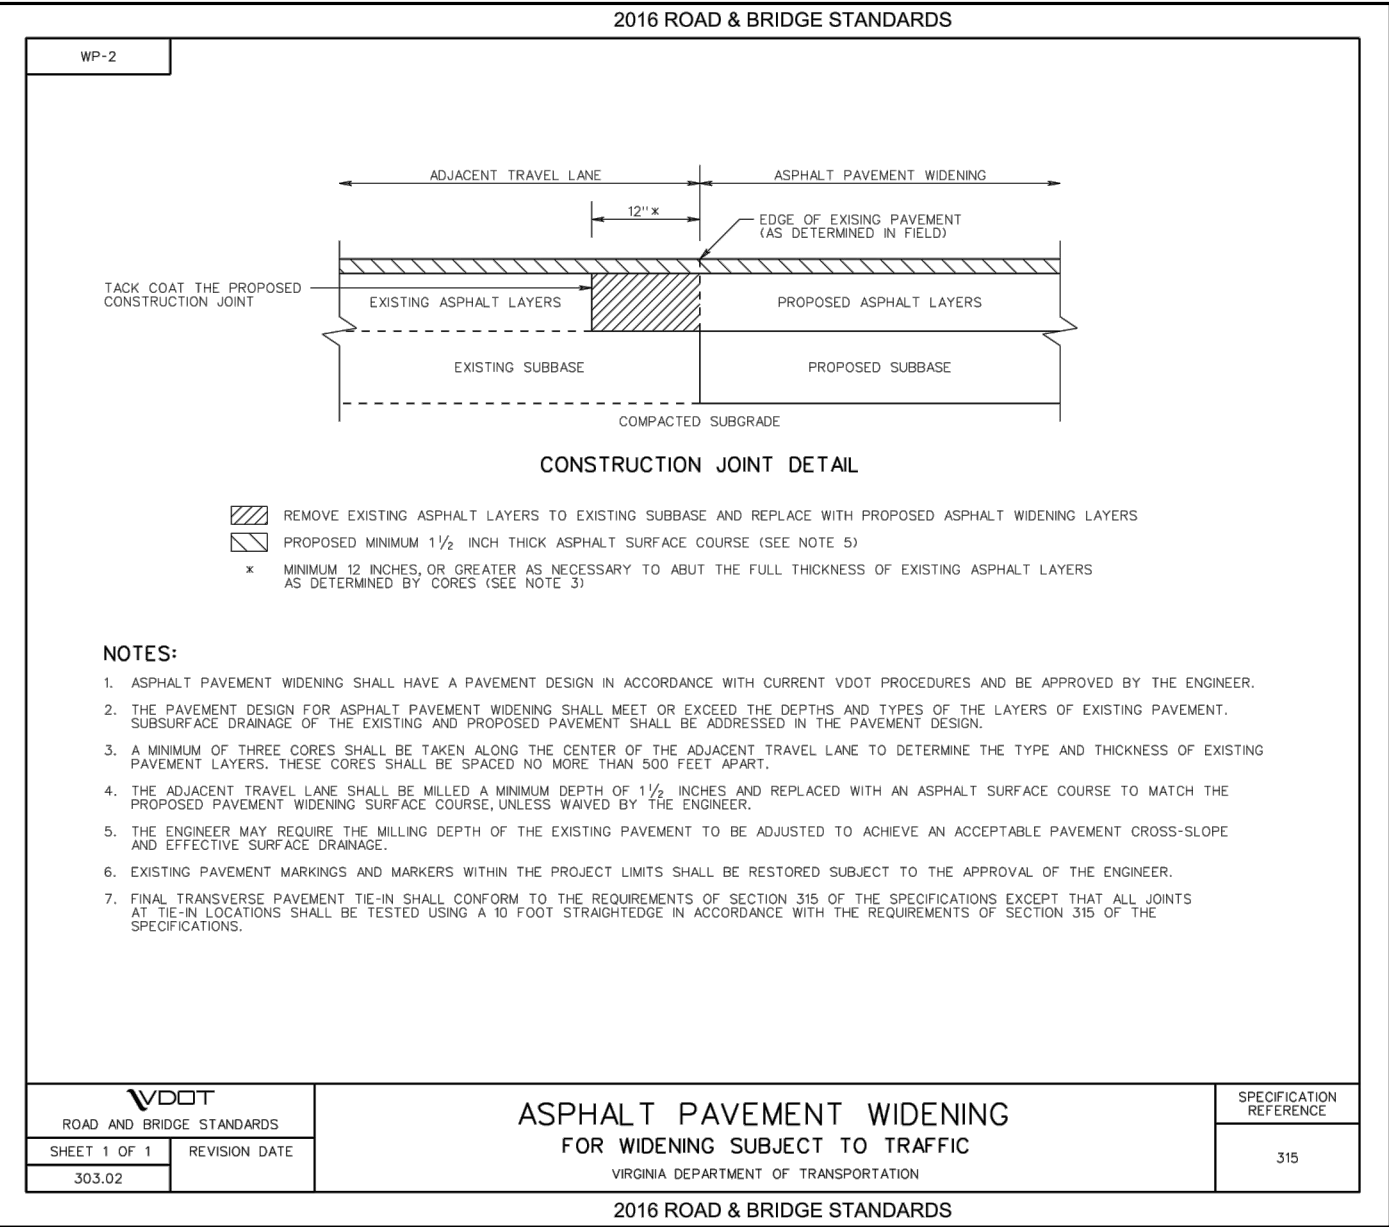 2016 ROAD & BRIDGE STANDARDS
WP-2
ADJACENT TRAVEL LANE
ASPHALT PAVEMENT WIDENING
12"*
EDGE OF EXISING PAVEMENT
(AS DETERMINED IN FIELD)
TACK COAT THE PROPOSED
CONSTRUCTION JOINT
EXISTING ASPHALT LAYERS
PROPOSED ASPHALT LAYERS
EXISTING SUBBASE
PROPOSED SUBBASE
COMPACTED SUBGRADE
CONSTRUCTION JOINT DETAIL
REMOVE EXISTING ASPHALT LAYERS TO EXISTING SUBBASE AND REPLACE WITH PROPOSED ASPHALT WIDENING LAYERS
PROPOSED MINIMUM 1 1/2 INCH THICK ASPHALT SURFACE COURSE (SEE NOTE 5)
* MINIMUM 12 INCHES, OR GREATER AS NECESSARY TO ABUT THE FULL THICKNESS OF EXISTING ASPHALT LAYERS
AS DETERMINED BY CORES (SEE NOTE 3)
NOTES:
1. ASPHALT PAVEMENT WIDENING SHALL HAVE A PAVEMENT DESIGN IN ACCORDANCE WITH CURRENT VDOT PROCEDURES AND BE APPROVED BY THE ENGINEER.
2. THE PAVEMENT DESIGN FOR ASPHALT PAVEMENT WIDENING SHALL MEET OR EXCEED THE DEPTHS AND TYPES OF THE LAYERS OF EXISTING PAVEMENT.
SUBSURFACE DRAINAGE OF THE EXISTING AND PROPOSED PAVEMENT SHALL BE ADDRESSED IN THE PAVEMENT DESIGN.
3. A MINIMUM OF THREE CORES SHALL BE TAKEN ALONG THE CENTER OF THE ADJACENT TRAVEL LANE TO DETERMINE THE TYPE AND THICKNESS OF EXISTING
PAVEMENT LAYERS. THESE CORES SHALL BE SPACED NO MORE THAN 500 FEET APART.
4. THE ADJACENT TRAVEL LANE SHALL BE MILLED A MINIMUM DEPTH OF 1 1/2 INCHES AND REPLACED WITH AN ASPHALT SURFACE COURSE TO MATCH THE
PROPOSED PAVEMENT WIDENING SURFACE COURSE, UNLESS WAIVED BY THE ENGINEER.
5. THE ENGINEER MAY REQUIRE THE MILLING DEPTH OF THE EXISTING PAVEMENT TO BE ADJUSTED TO ACHIEVE AN ACCEPTABLE PAVEMENT CROSS-SLOPE
AND EFFECTIVE SURFACE DRAINAGE.
6. EXISTING PAVEMENT MARKINGS AND MARKERS WITHIN THE PROJECT LIMITS SHALL BE RESTORED SUBJECT TO THE APPROVAL OF THE ENGINEER.
7. FINAL TRANSVERSE PAVEMENT TIE-IN SHALL CONFORM TO THE REQUIREMENTS OF SECTION 315 OF THE SPECIFICATIONS EXCEPT THAT ALL JOINTS
AT TIE-IN LOCATIONS SHALL BE TESTED USING A 10 FOOT STRAIGHTEDGE IN ACCORDANCE WITH THE REQUIREMENTS OF SECTION 315 OF THE
SPECIFICATIONS.
VDOT
ROAD AND BRIDGE STANDARDS
SHEET 1 OF 1
REVISION DATE
303.02
ASPHALT PAVEMENT WIDENING
FOR WIDENING SUBJECT TO TRAFFIC
VIRGINIA DEPARTMENT OF TRANSPORTATION
SPECIFICATION
REFERENCE
315
2016 ROAD & BRIDGE STANDARDS